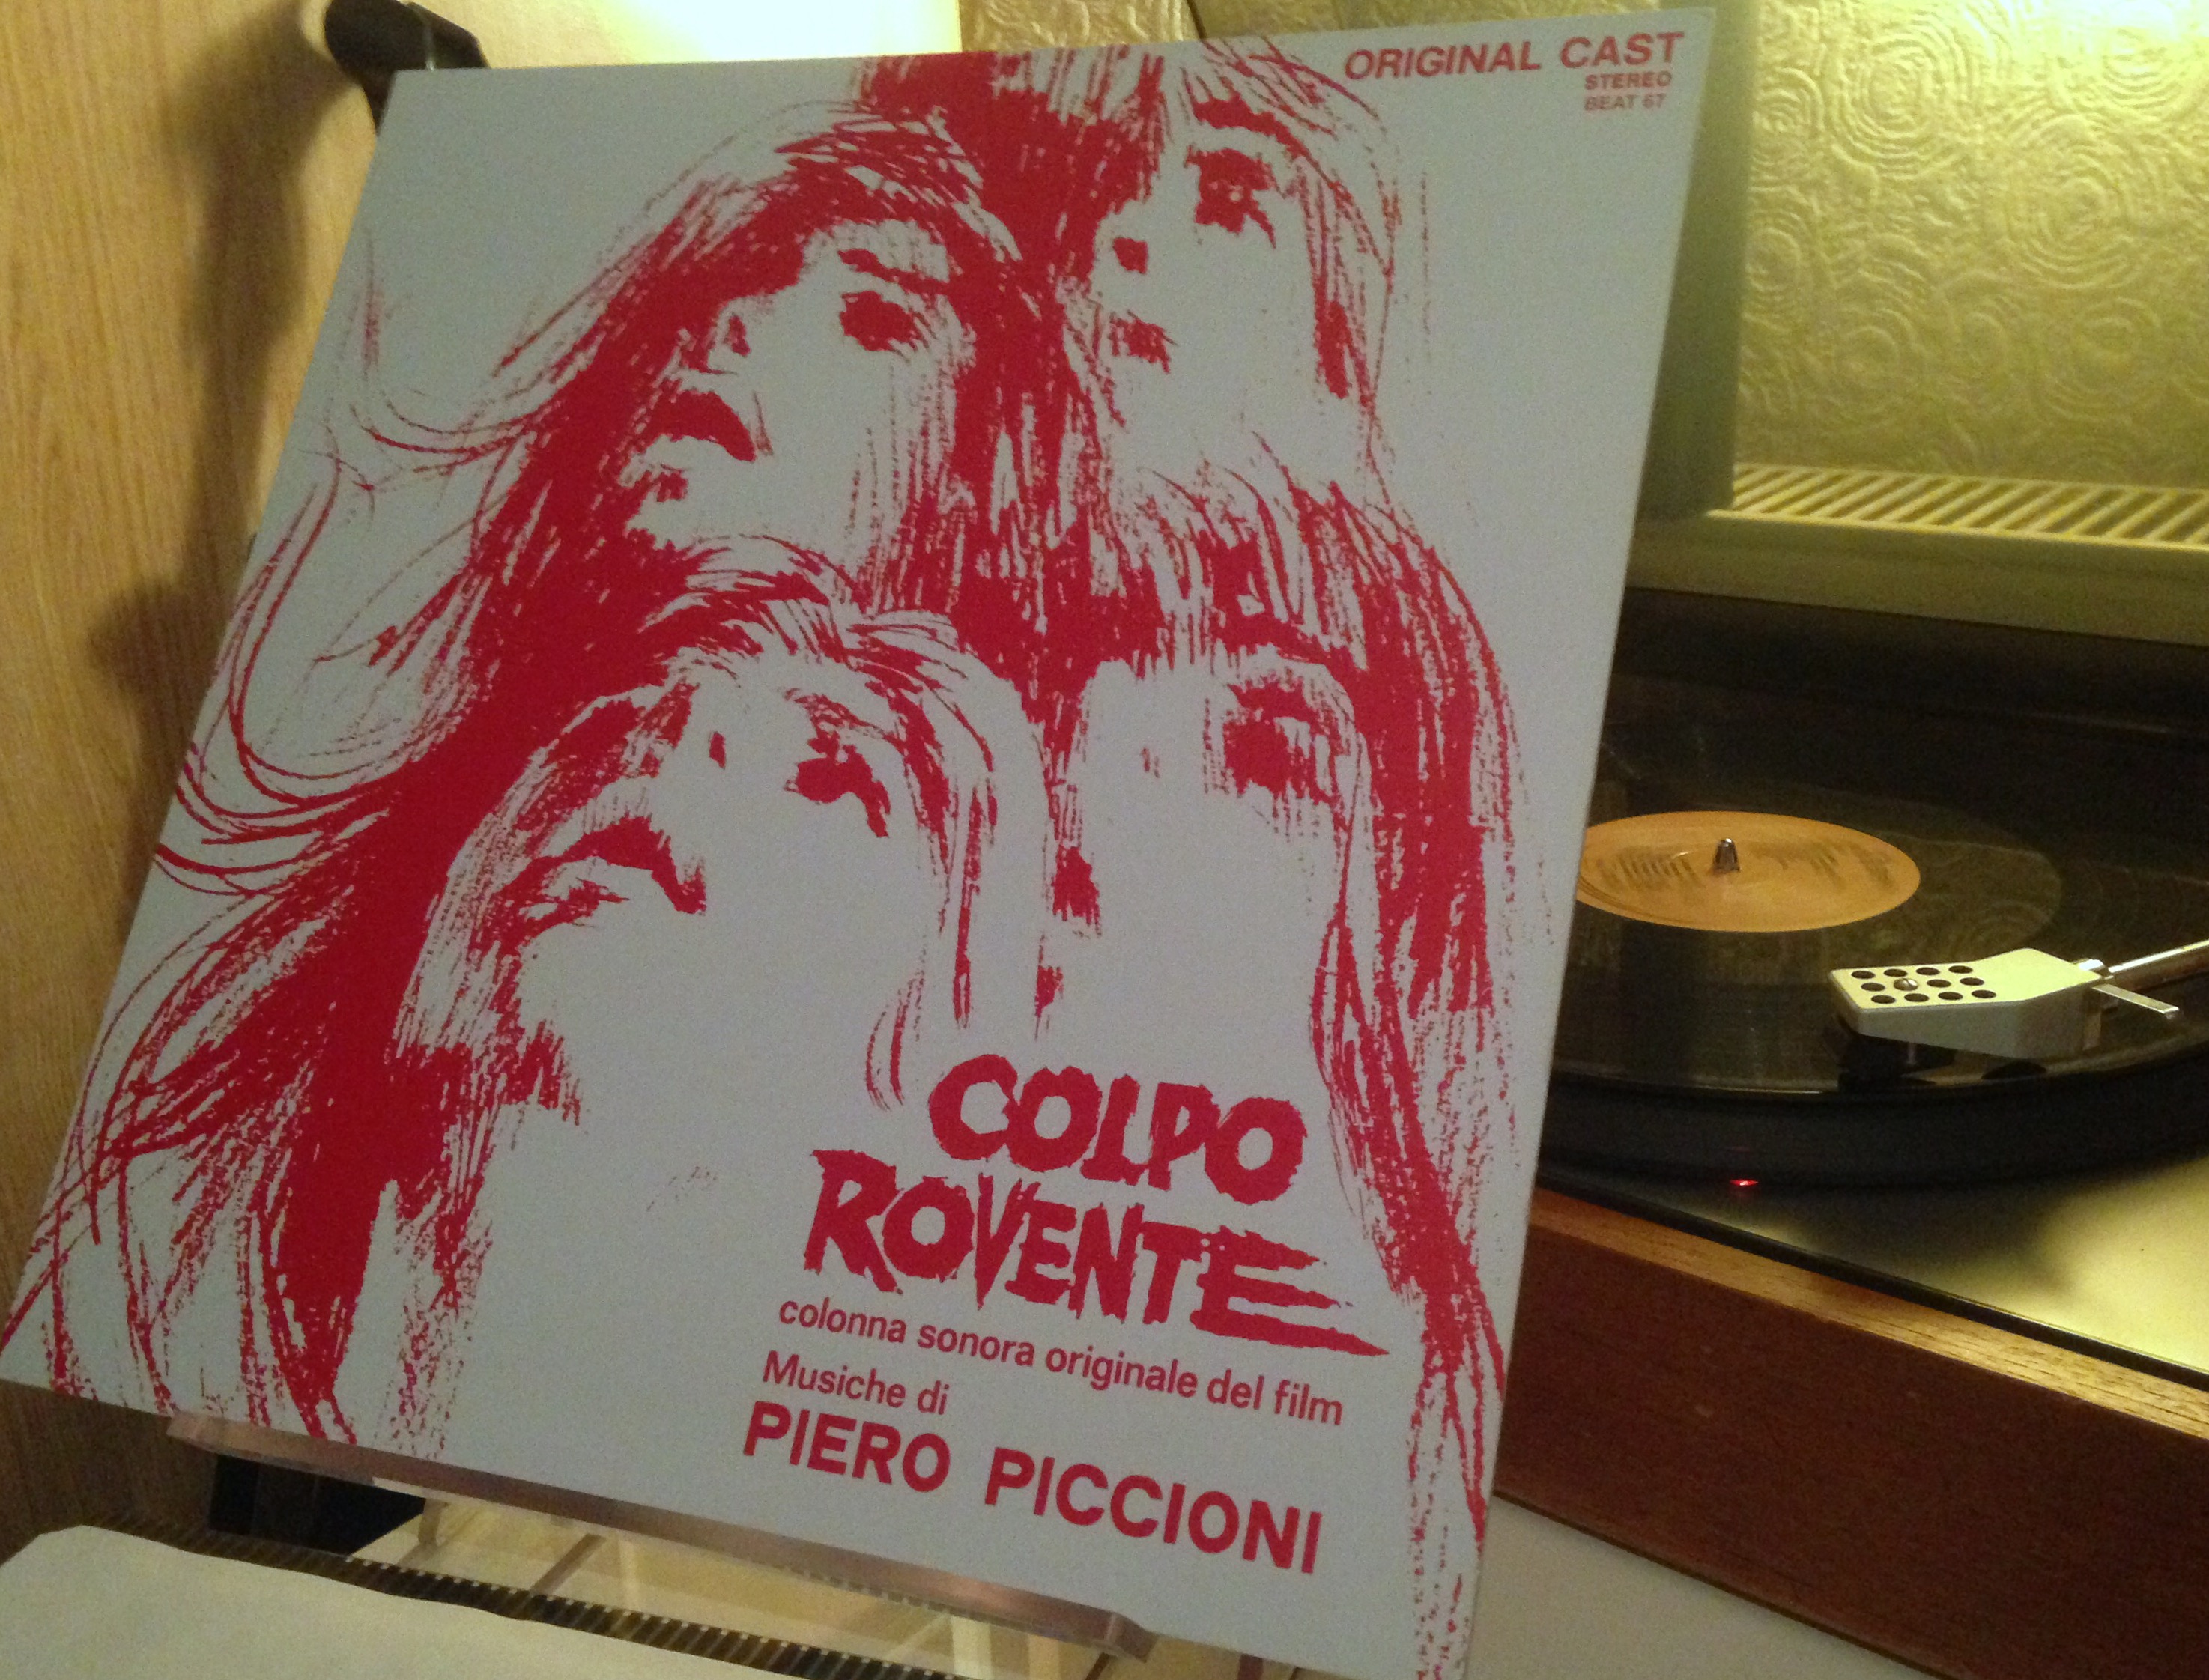 ORIGINAL CAST
STEREO
BEAT 67
COLPO
ROVENTE
colonna sonora originale del film
Musiche di
PIERO PICCIONI